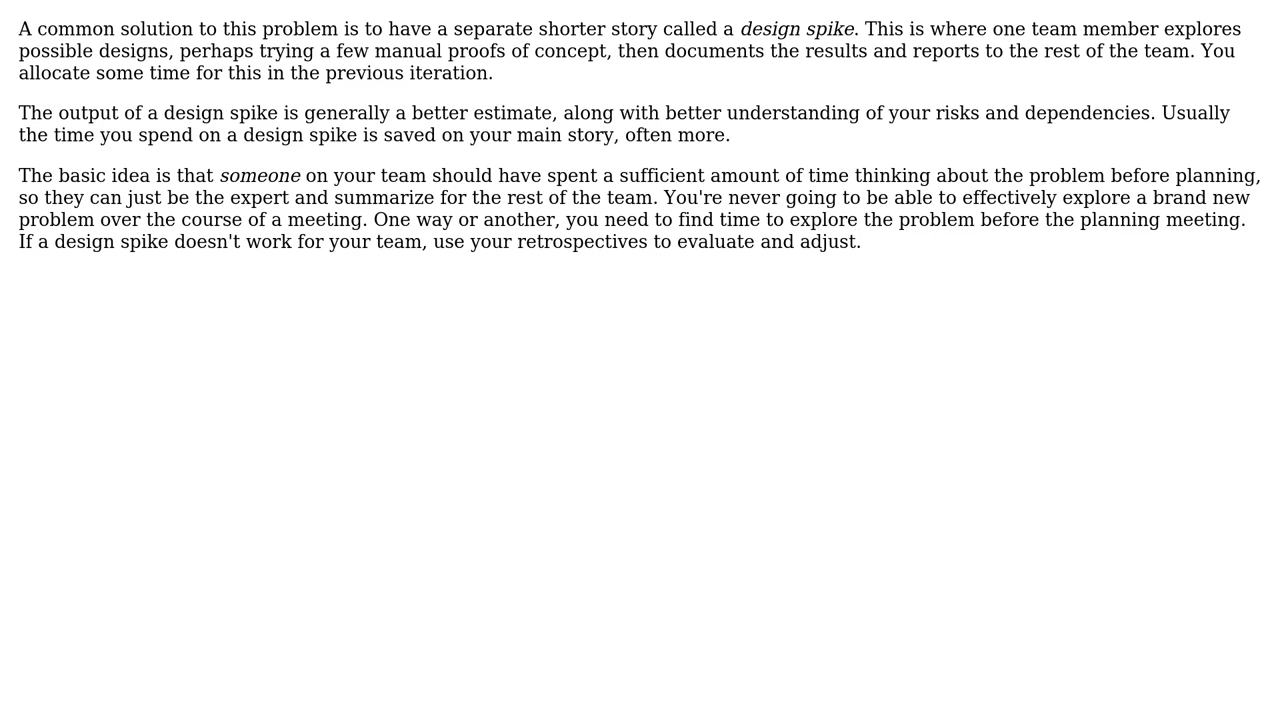 A common solution to this problem is to have a separate shorter story called a design spike. This is where one team member explores
possible designs, perhaps trying a few manual proofs of concept, then documents the results and reports to the rest of the team. You
allocate some time for this in the previous iteration.
The output of a design spike is generally a better estimate, along with better understanding of your risks and dependencies. Usually
the time you spend on a design spike is saved on your main story, often more.
The basic idea is that someone on your team should have spent a sufficient amount of time thinking about the problem before planning,
so they can just be the expert and summarize for the rest of the team. You're never going to be able to effectively explore a brand new
problem over the course of a meeting. One way or another, you need to find time to explore the problem before the planning meeting.
If a design spike doesn't work for your team, use your retrospectives to evaluate and adjust.